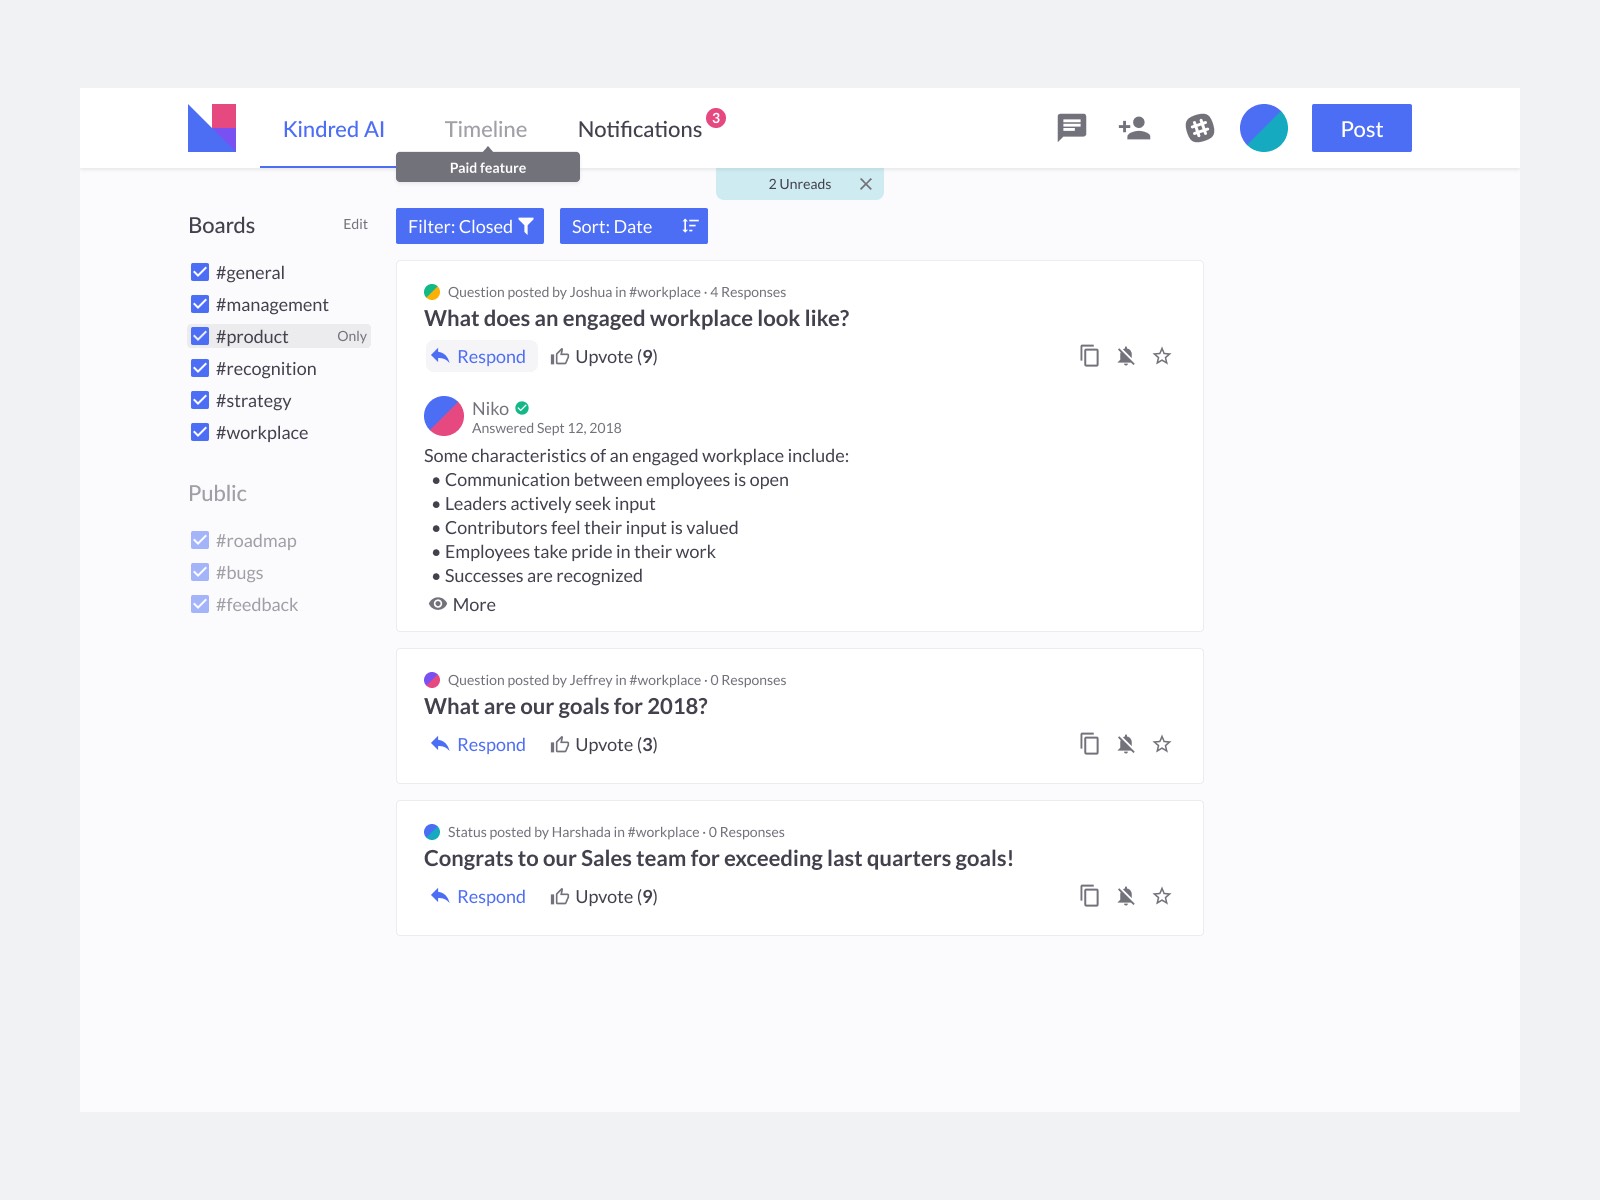 Kindred AI
Timeline
Notifications
3
Post
Paid feature
2 Unreads
Boards
Edit
#general
#management
#product
Only
#recognition
#strategy
#workplace
Public
#roadmap
#bugs
#feedback
Filter: Closed
Sort: Date
Question posted by Joshua in #workplace · 4 Responses
What does an engaged workplace look like?
Respond
Upvote (9)
Niko
Answered Sept 12, 2018
Some characteristics of an engaged workplace include:
• Communication between employees is open
• Leaders actively seek input
• Contributors feel their input is valued
• Employees take pride in their work
• Successes are recognized
More
Question posted by Jeffrey in #workplace · 0 Responses
What are our goals for 2018?
Respond
Upvote (3)
Status posted by Harshada in #workplace · 0 Responses
Congrats to our Sales team for exceeding last quarters goals!
Respond
Upvote (9)